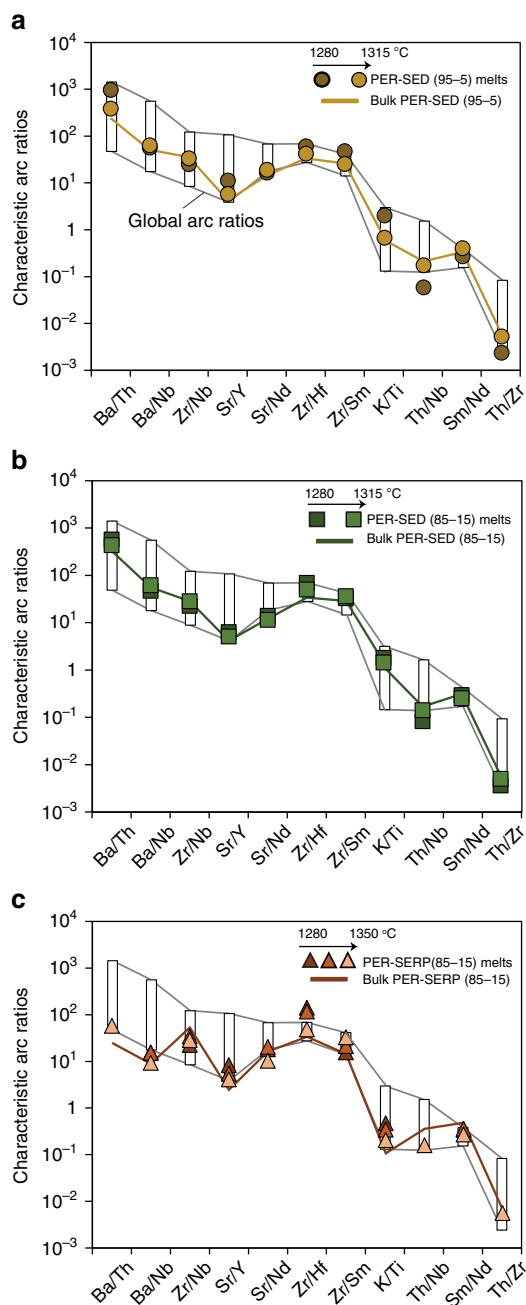 a
10⁴
10³
10²
10¹
1
10⁻¹
10⁻²
10⁻³
Characteristic arc ratios
1280 1315 °C
PER-SED (95–5) melts
Bulk PER-SED (95–5)
Global arc ratios
Ba/Th Ba/Nb Zr/Nb Sr/Y Sr/Nd Zr/Hf Zr/Sm K/Ti Th/Nb Sm/Nd Th/Zr
b
10⁴
10³
10²
10¹
1
10⁻¹
10⁻²
10⁻³
Characteristic arc ratios
1280 1315 °C
PER-SED (85–15) melts
Bulk PER-SED (85–15)
Ba/Th Ba/Nb Zr/Nb Sr/Y Sr/Nd Zr/Hf Zr/Sm K/Ti Th/Nb Sm/Nd Th/Zr
c
10⁴
10³
10²
10¹
1
10⁻¹
10⁻²
10⁻³
Characteristic arc ratios
1280 1350 °C
PER-SERP(85–15) melts
Bulk PER-SERP (85–15)
Ba/Th Ba/Nb Zr/Nb Sr/Y Sr/Nd Zr/Hf Zr/Sm K/Ti Th/Nb Sm/Nd Th/Zr